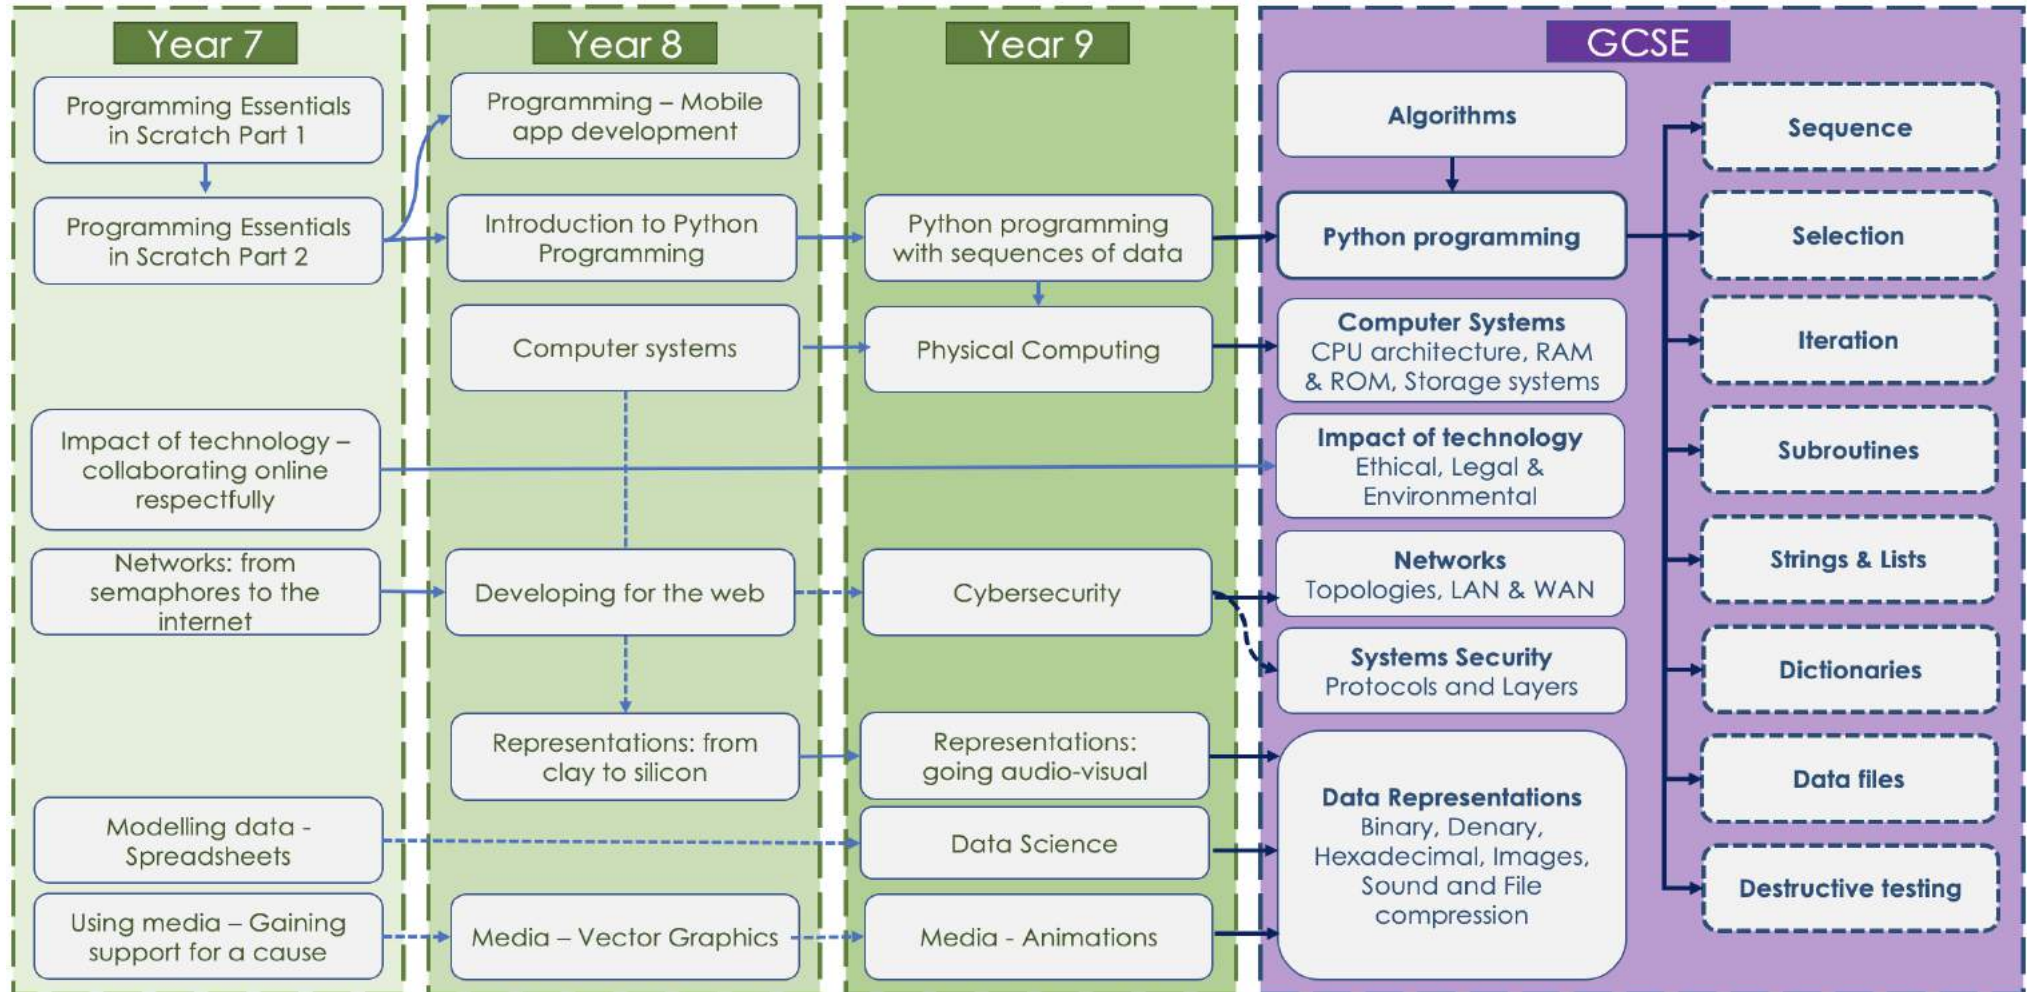 Year 7
Programming Essentials
in Scratch Part 1
Programming Essentials
in Scratch Part 2
Impact of technology –
collaborating online
respectfully
Networks: from
semaphores to the
internet
Modelling data -
Spreadsheets
Using media – Gaining
support for a cause
Year 8
Programming – Mobile
app development
Introduction to Python
Programming
Computer systems
Developing for the web
Representations: from
clay to silicon
Media – Vector Graphics
Year 9
Python programming
with sequences of data
Physical Computing
Cybersecurity
Representations:
going audio-visual
Data Science
Media - Animations
GCSE
Algorithms
Python programming
Computer Systems
CPU architecture, RAM
& ROM, Storage systems
Impact of technology
Ethical, Legal &
Environmental
Networks
Topologies, LAN & WAN
Systems Security
Protocols and Layers
Data Representations
Binary, Denary,
Hexadecimal, Images,
Sound and File
compression
Sequence
Selection
Iteration
Subroutines
Strings & Lists
Dictionaries
Data files
Destructive testing